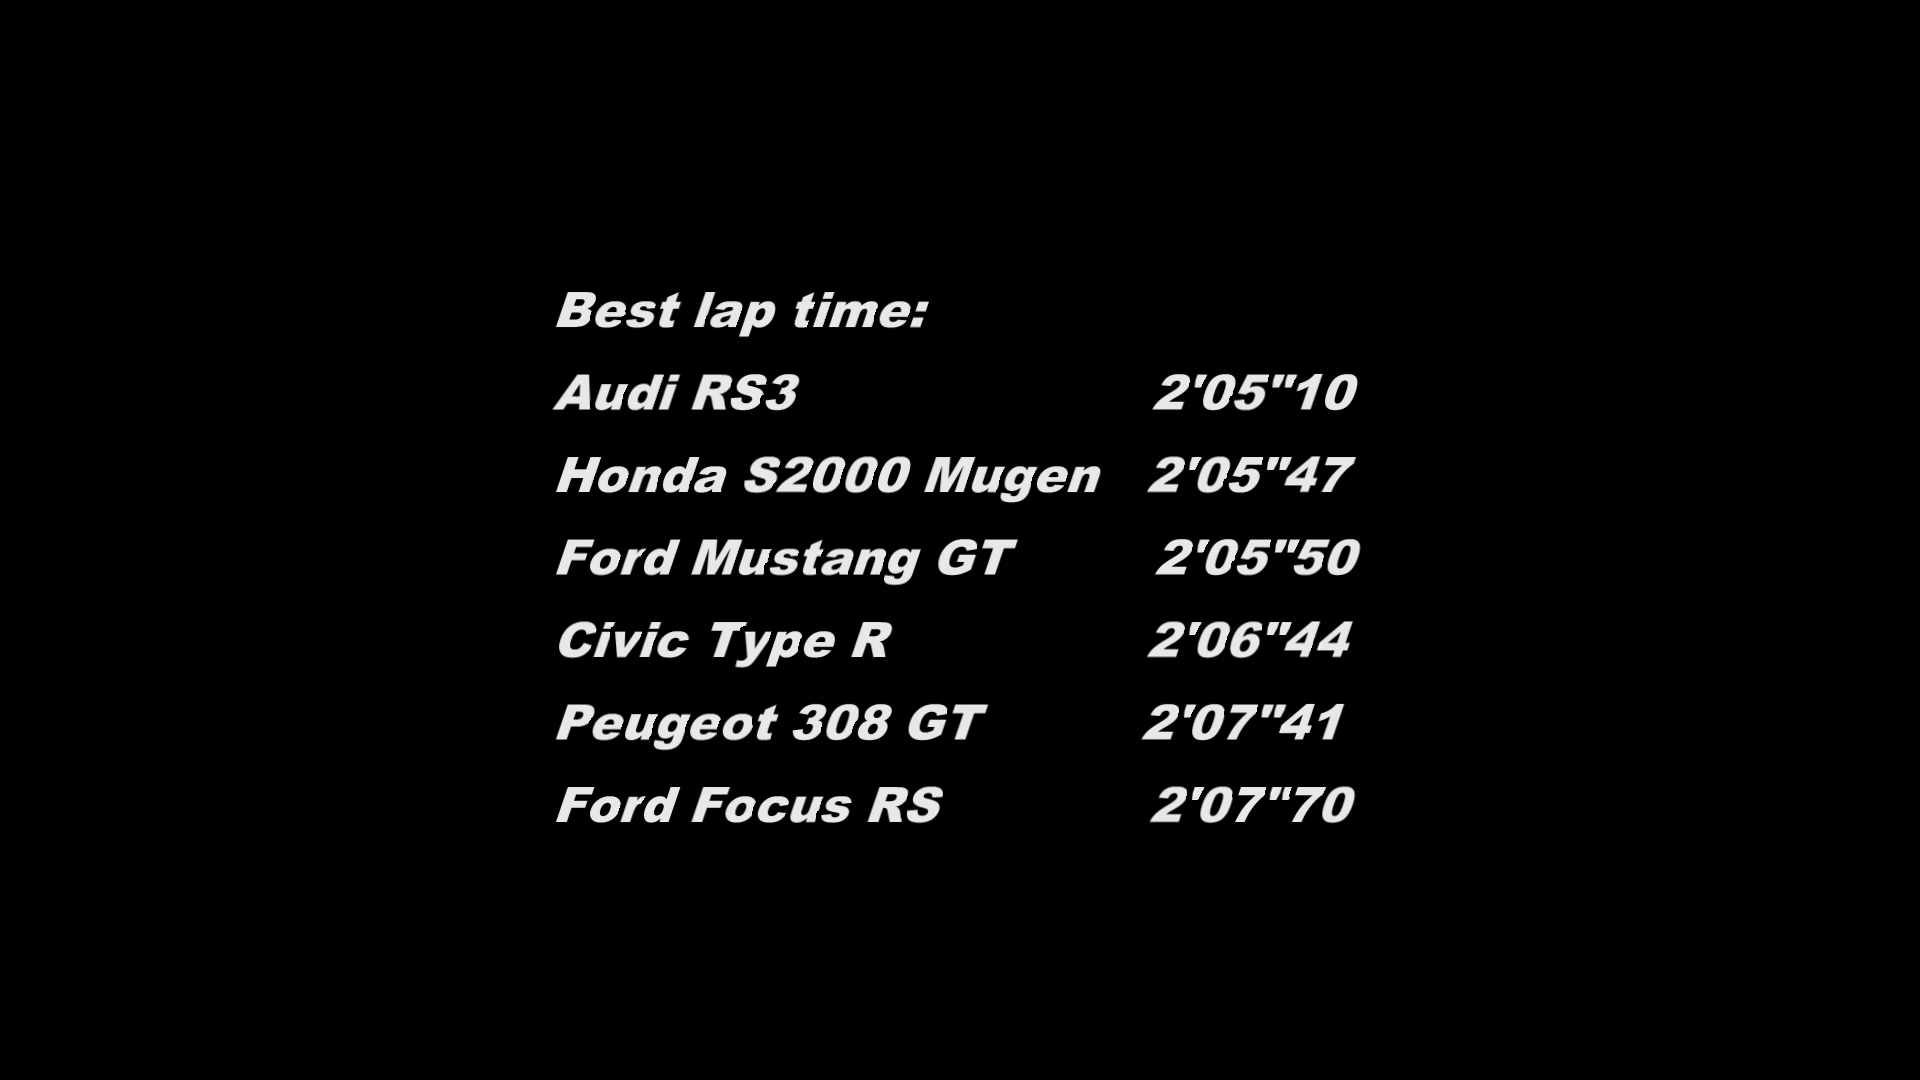 Best lap time:
Audi RS3 2'05"10
Honda S2000 Mugen 2'05"47
Ford Mustang GT 2'05"50
Civic Type R 2'06"44
Peugeot 308 GT 2'07"41
Ford Focus RS 2'07"70